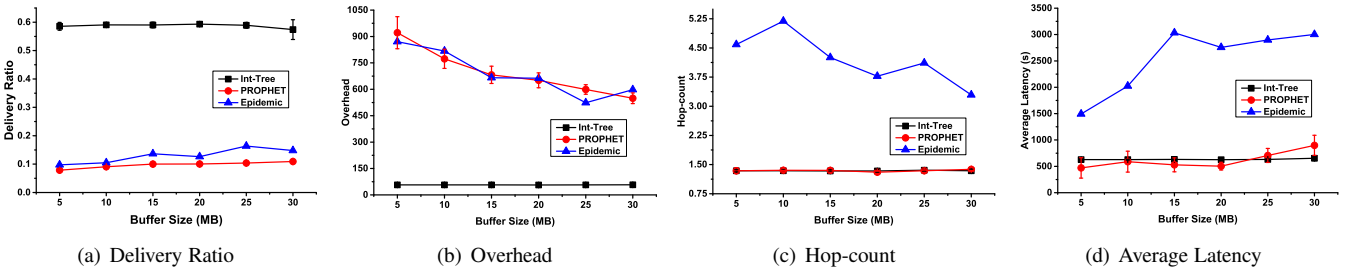 Delivery Ratio
0.6
0.5
0.4
0.3
0.2
0.1
0.0
Int-Tree
PROPHET
Epidemic
5 10 15 20 25 30
Buffer Size (MB)
(a) Delivery Ratio
Overhead
1050
900
750
600
450
300
150
0
Int-Tree
PROPHET
Epidemic
5 10 15 20 25 30
Buffer Size (MB)
(b) Overhead
Hop-count
5.25
4.50
3.75
3.00
2.25
1.50
0.75
Int-Tree
PROPHET
Epidemic
5 10 15 20 25 30
Buffer Size (MB)
(c) Hop-count
Average Latency (s)
3500
3000
2500
2000
1500
1000
500
0
Int-Tree
PROPHET
Epidemic
5 10 15 20 25 30
Buffer Size (MB)
(d) Average Latency